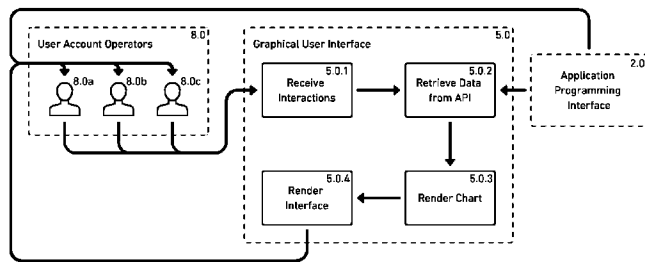 User Account Operators
8.0
8.0a
8.0b
8.0c
Graphical User Interface
5.0
5.0.1
Receive
Interactions
5.0.2
Retrieve Data
from API
2.0
Application
Programming
Interface
5.0.4
Render
Interface
5.0.3
Render Chart